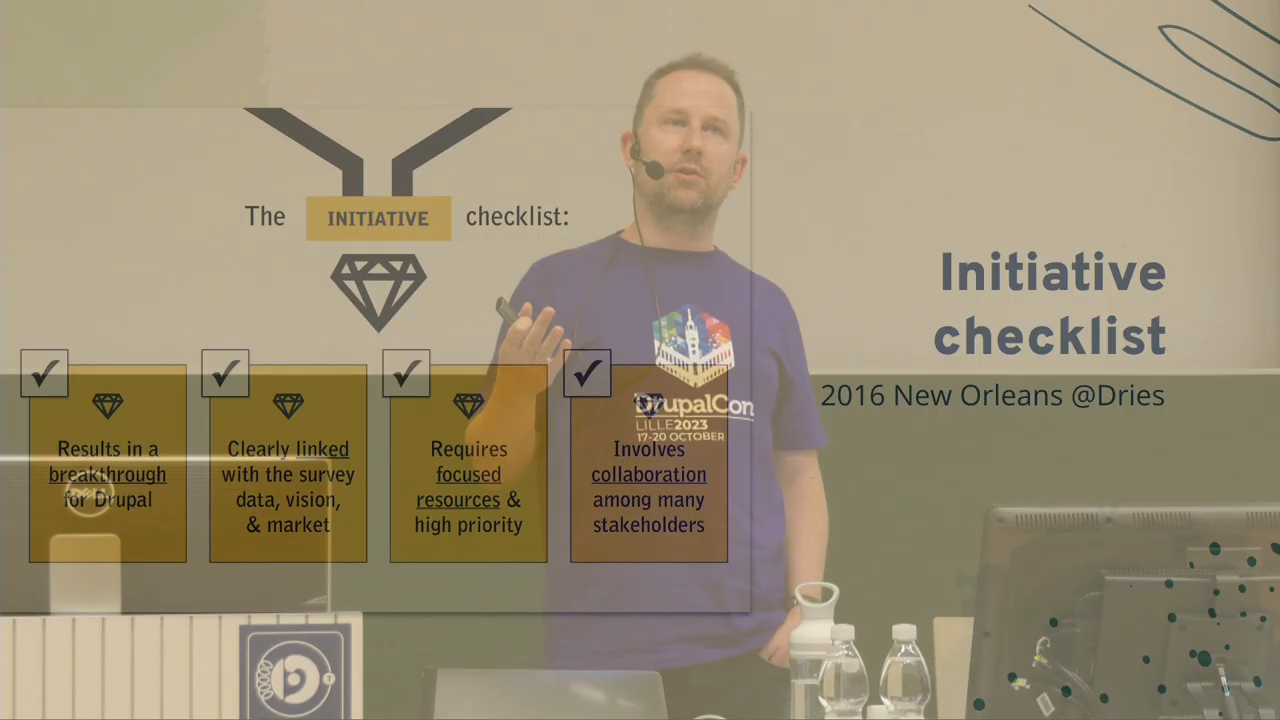 The INITIATIVE checklist:
Results in a
breakthrough
for Drupal
Clearly linked
with the survey
data, vision,
& market
Requires
focused
resources &
high priority
Involves
collaboration
among many
stakeholders
DrupalCon
LILLE2023
17-20 OCTOBER
Initiative
checklist
2016 New Orleans @Dries